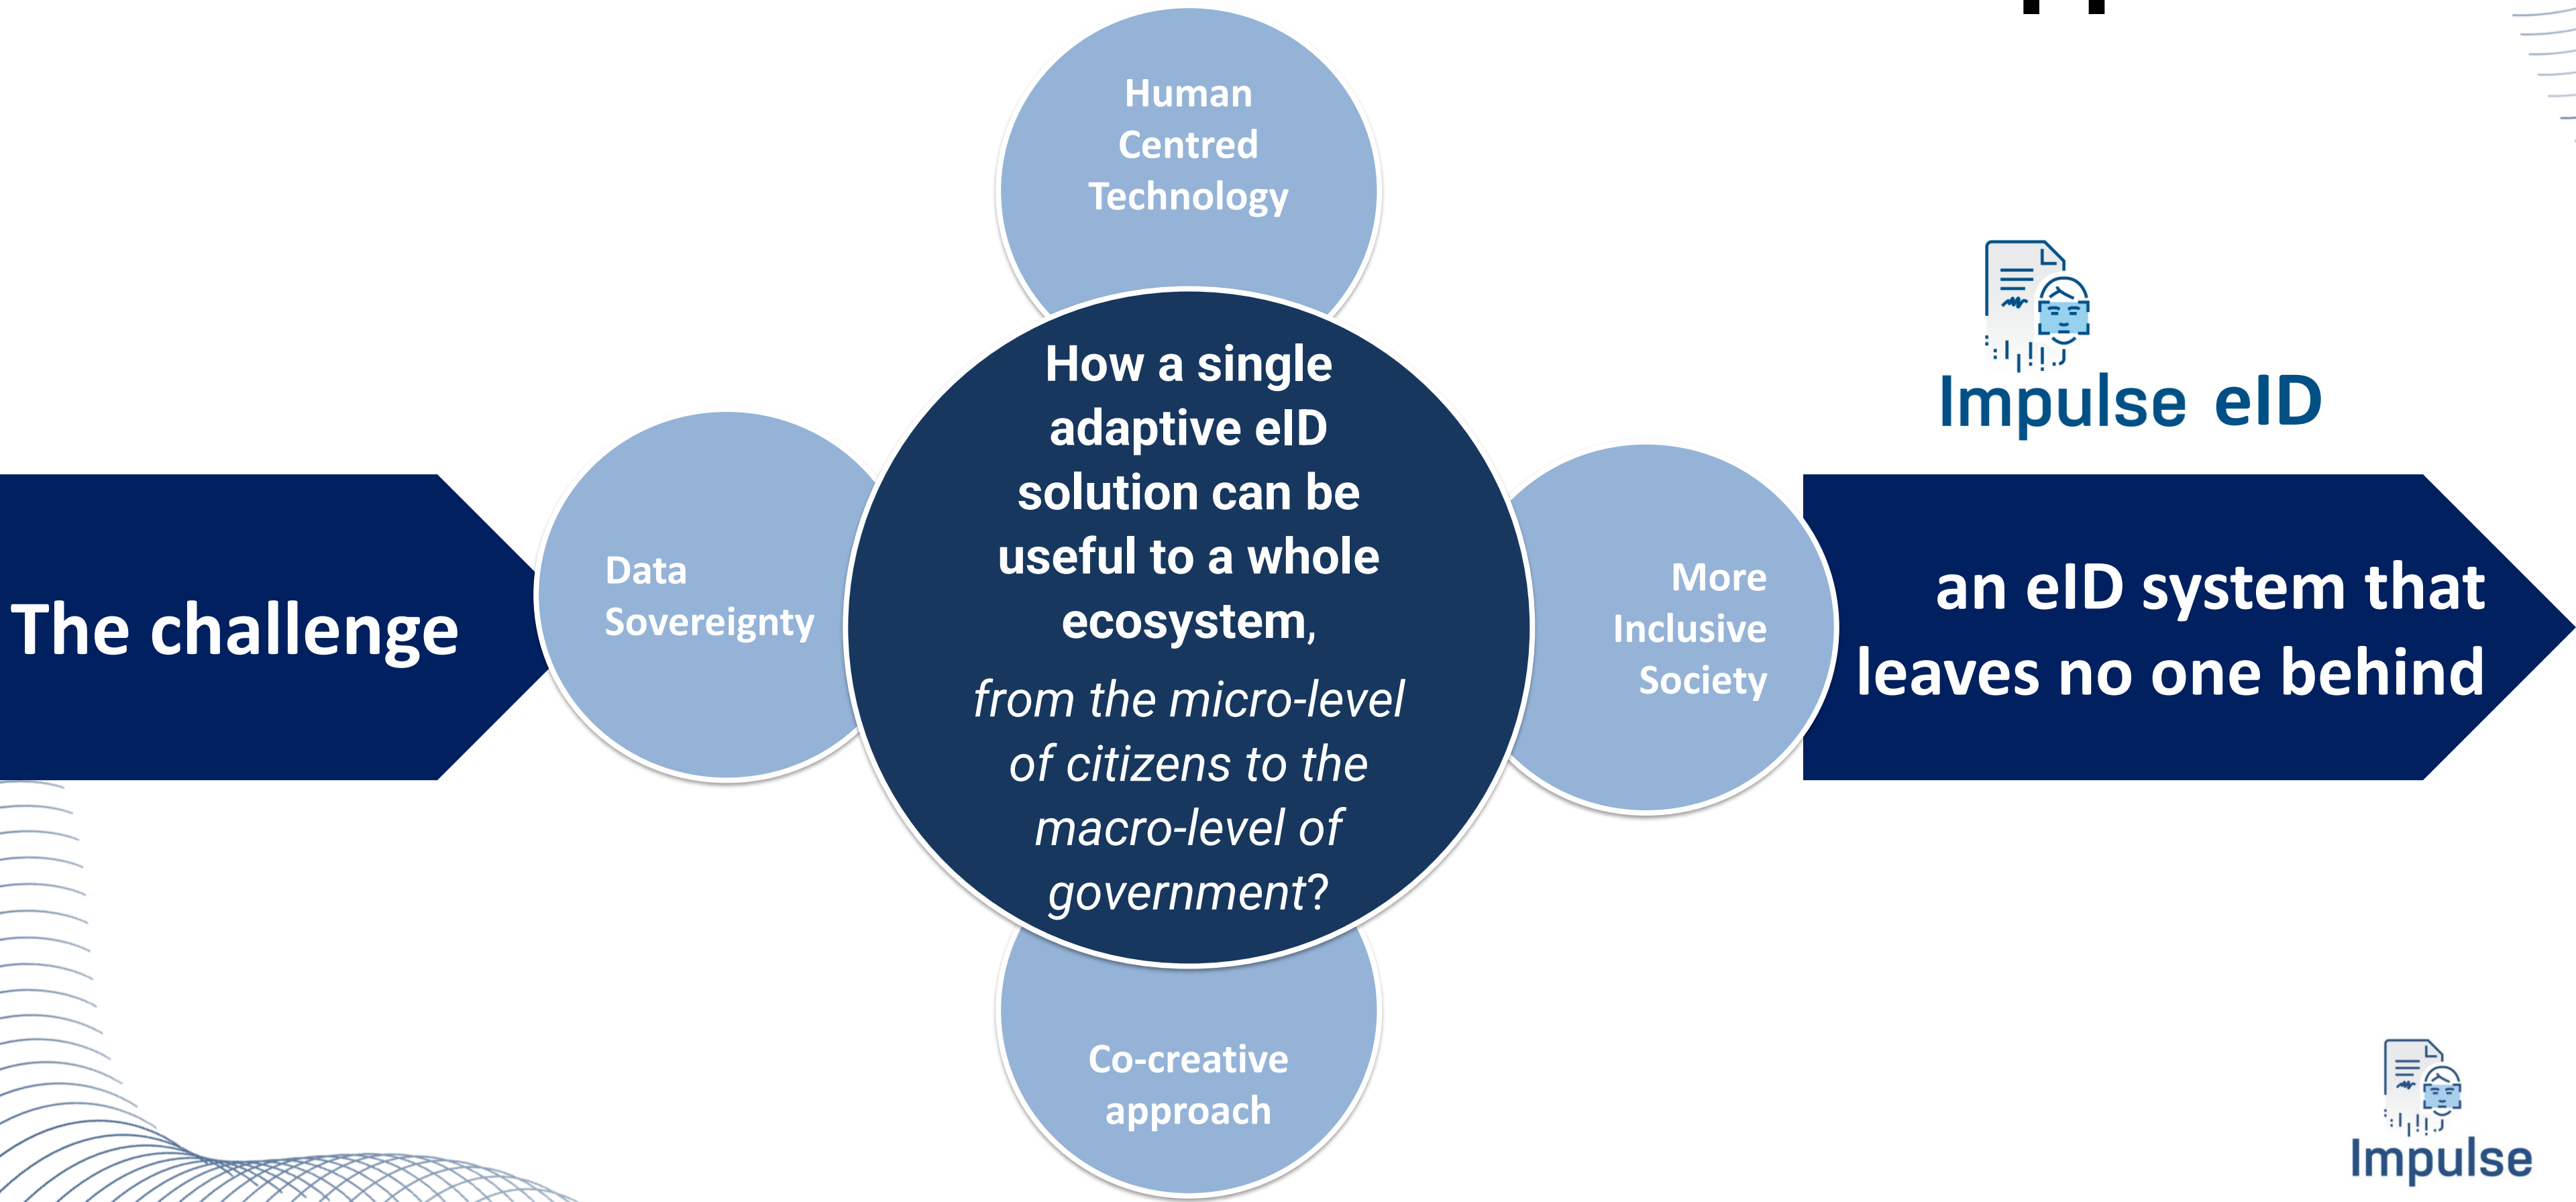 Human
Centred
Technology
Impulse eID
The challenge
Data
Sovereignty
How a single
adaptive eID
solution can be
useful to a whole
ecosystem,
from the micro-level
of citizens to the
macro-level of
government?
More
Inclusive
Society
an eID system that
leaves no one behind
Co-creative
approach
Impulse